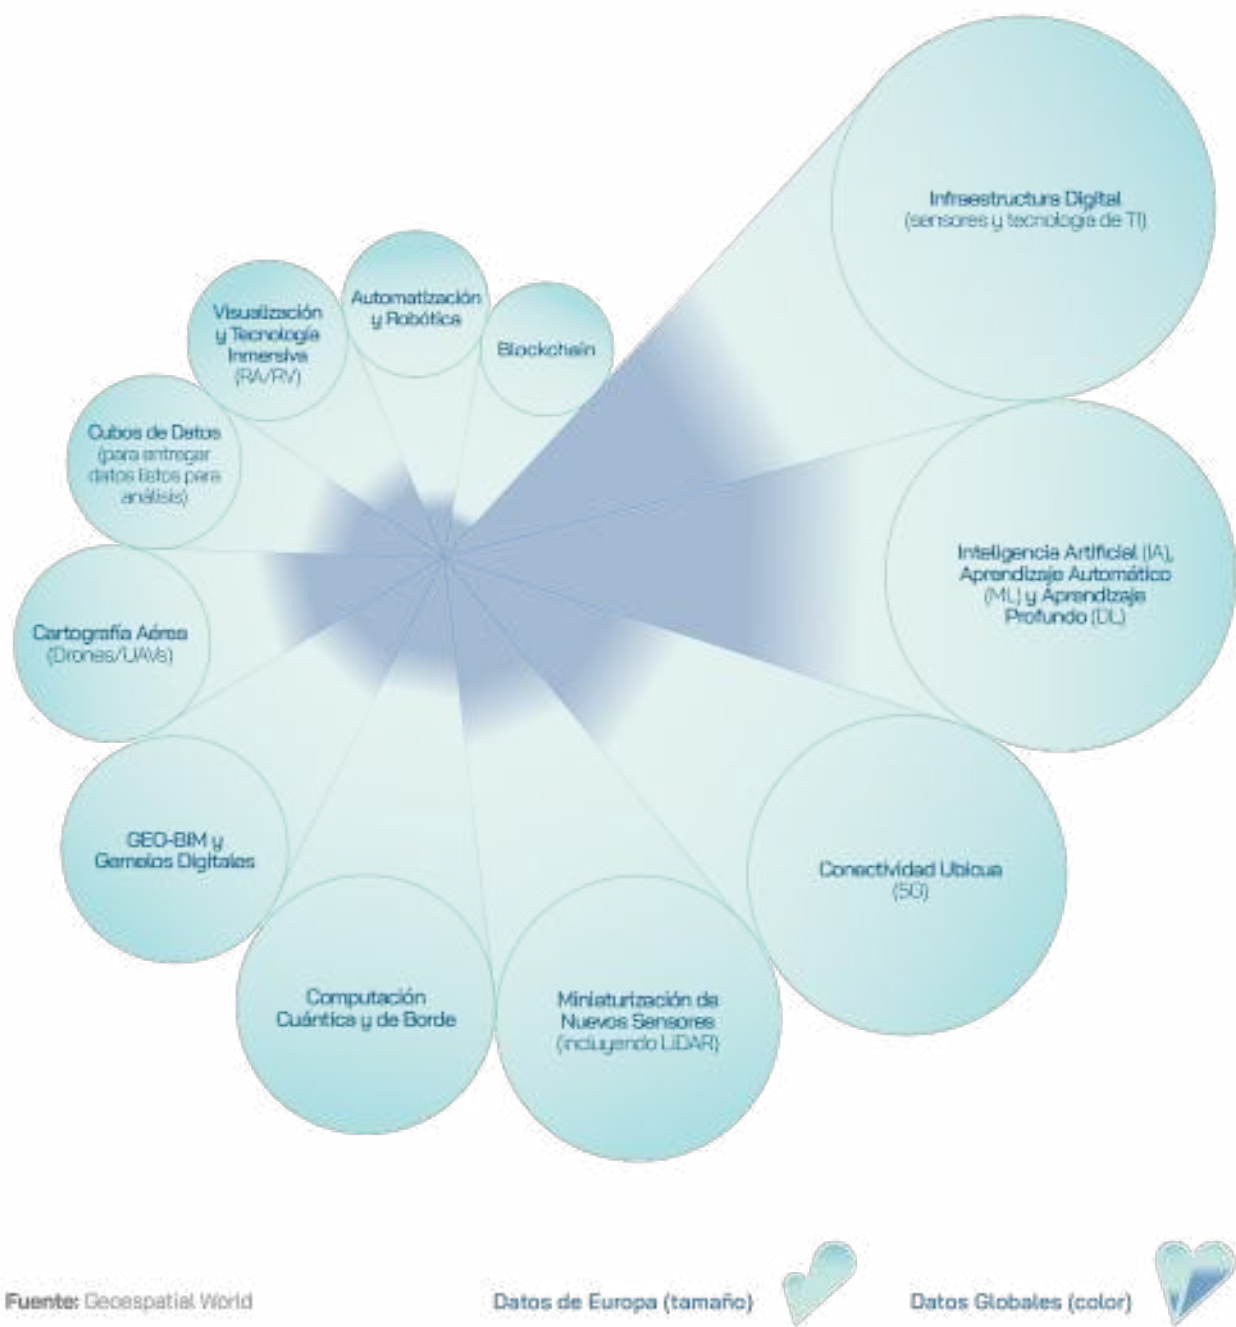 Infraestructura Digital
(sensores y tecnología de TI)
Automatización
y Robótica
Visualización
y Tecnología
Inmersiva
(RA/RV)
Blockchain
Cubos de Datos
(para entregar
datos listos para
análisis)
Inteligencia Artificial (IA),
Aprendizaje Automático
(ML) y Aprendizaje
Profundo (DL)
Cartografía Aérea
(Drones/UAVs)
GEO-BIM y
Gemelos Digitales
Conectividad Ubicua
(5G)
Computación
Cuántica y de Borde
Miniaturización de
Nuevos Sensores
(incluyendo LiDAR)
Fuente: Geoespatial World
Datos de Europa (tamaño)
Datos Globales (color)